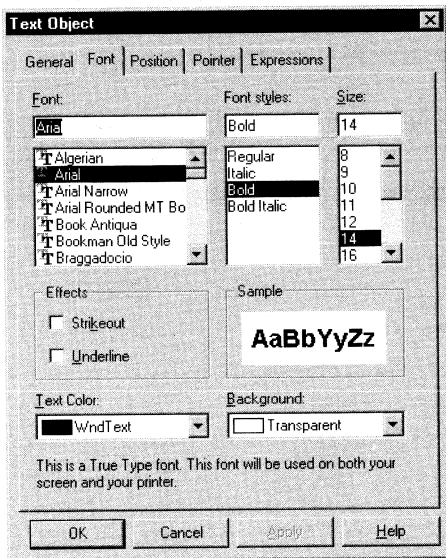 Text Object
General Font Position Pointer Expressions
Font: Font styles: Size:
Arial Bold 14
Algerian Regular 8
Arial Italic 9
Arial Narrow Bold 10
Arial Rounded MT Bo Bold Italic 11
Book Antiqua 12
Bookman Old Style 14
Braggadocio 16
Effects Sample
Strikeout
Underline
AaBbYyZz
Text Color: Background:
WndText Transparent
This is a True Type font. This font will be used on both your
screen and your printer.
OK Cancel Apply Help